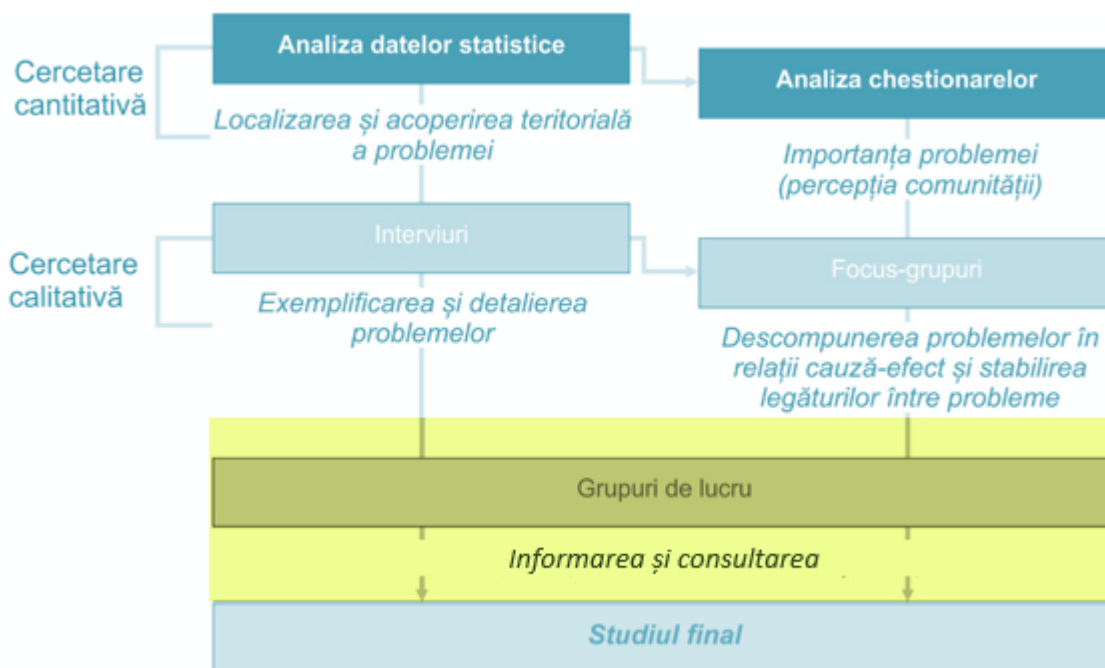 Cercetare
cantitativă
Analiza datelor statistice
Analiza chestionarelor
Localizarea și acoperirea teritorială
a problemei
Importanța problemei
(percepția comunității)
Cercetare
calitativă
Interviuri
Focus-grupuri
Exemplificarea și detalierea
problemelor
Descompunerea problemelor în
relații cauză-efect și stabilirea
legăturilor între probleme
Grupuri de lucru
Informarea și consultarea
Studiul final